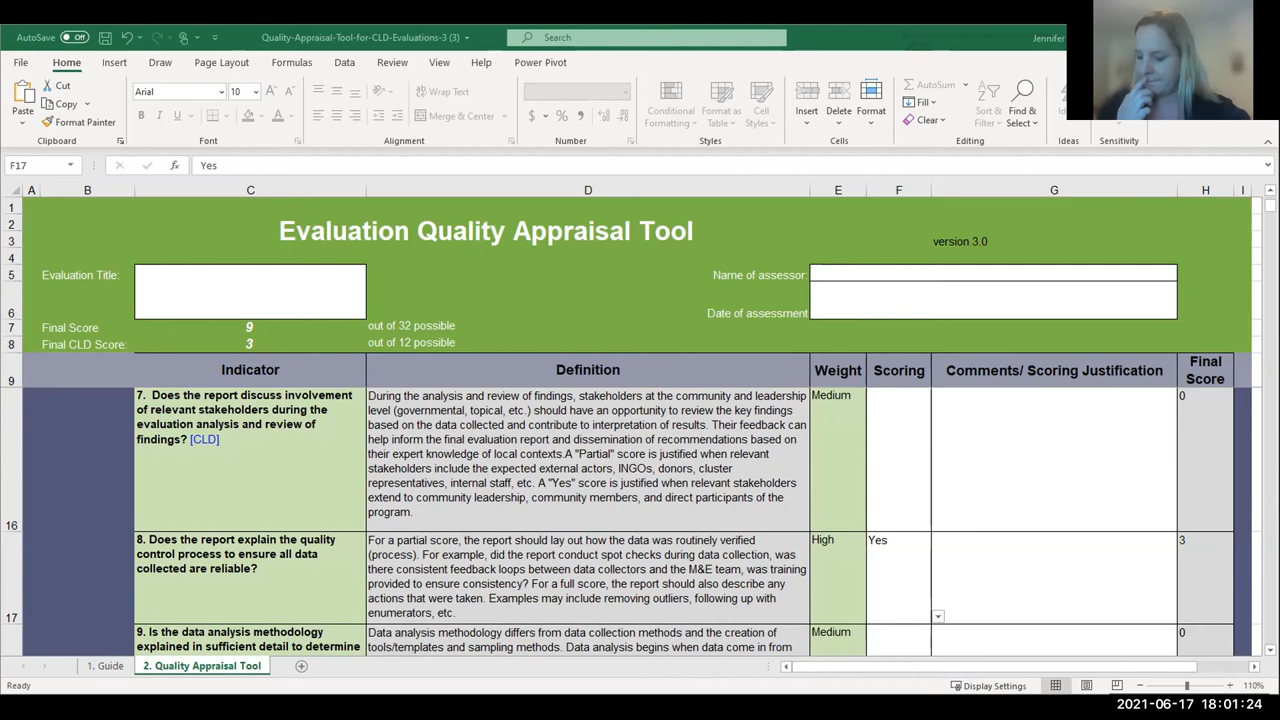 AutoSave Off Quality-Appraisal-Tool-for-CLD-Evaluations-3 (3) Search Jennifer
File Home Insert Draw Page Layout Formulas Data Review View Help Power Pivot
Paste
Cut
Copy
Format Painter
Arial 10
B I U
Wrap Text
Merge & Center
$ % ,
Conditional Formatting
Format as Table
Cell Styles
Insert Delete Format
AutoSum
Fill
Clear
Sort & Filter
Find & Select
Clipboard Font Alignment Number Styles Cells Editing Ideas Sensitivity
F17 fx Yes
A B C D E F G H I
1
2
3
4
5
6
7
8
9
16
17
Evaluation Quality Appraisal Tool
version 3.0
Evaluation Title: Name of assessor:
Date of assessment
Final Score 9 out of 32 possible
Final CLD Score: 3 out of 12 possible
Indicator Definition Weight Scoring Comments/ Scoring Justification Final Score
7. Does the report discuss involvement
of relevant stakeholders during the
evaluation analysis and review of
findings? [CLD]
During the analysis and review of findings, stakeholders at the community and leadership
level (governmental, topical, etc.) should have an opportunity to review the key findings
based on the data collected and contribute to interpretation of results. Their feedback can
help inform the final evaluation report and dissemination of recommendations based on
their expert knowledge of local contexts.A "Partial" score is justified when relevant
stakeholders include the expected external actors, INGOs, donors, cluster
representatives, internal staff, etc. A "Yes" score is justified when relevant stakeholders
extend to community leadership, community members, and direct participants of the
program.
Medium
0
8. Does the report explain the quality
control process to ensure all data
collected are reliable?
For a partial score, the report should lay out how the data was routinely verified
(process). For example, did the report conduct spot checks during data collection, was
there consistent feedback loops between data collectors and the M&E team, was training
provided to ensure consistency? For a full score, the report should also describe any
actions that were taken. Examples may include removing outliers, following up with
enumerators, etc.
High
Yes
3
9. Is the data analysis methodology
explained in sufficient detail to determine
Data analysis methodology differs from data collection methods and the creation of
tools/templates and sampling methods. Data analysis begins when data come in from
Medium
0
1. Guide 2. Quality Appraisal Tool
Ready Display Settings 110%
2021-06-17 18:01:24